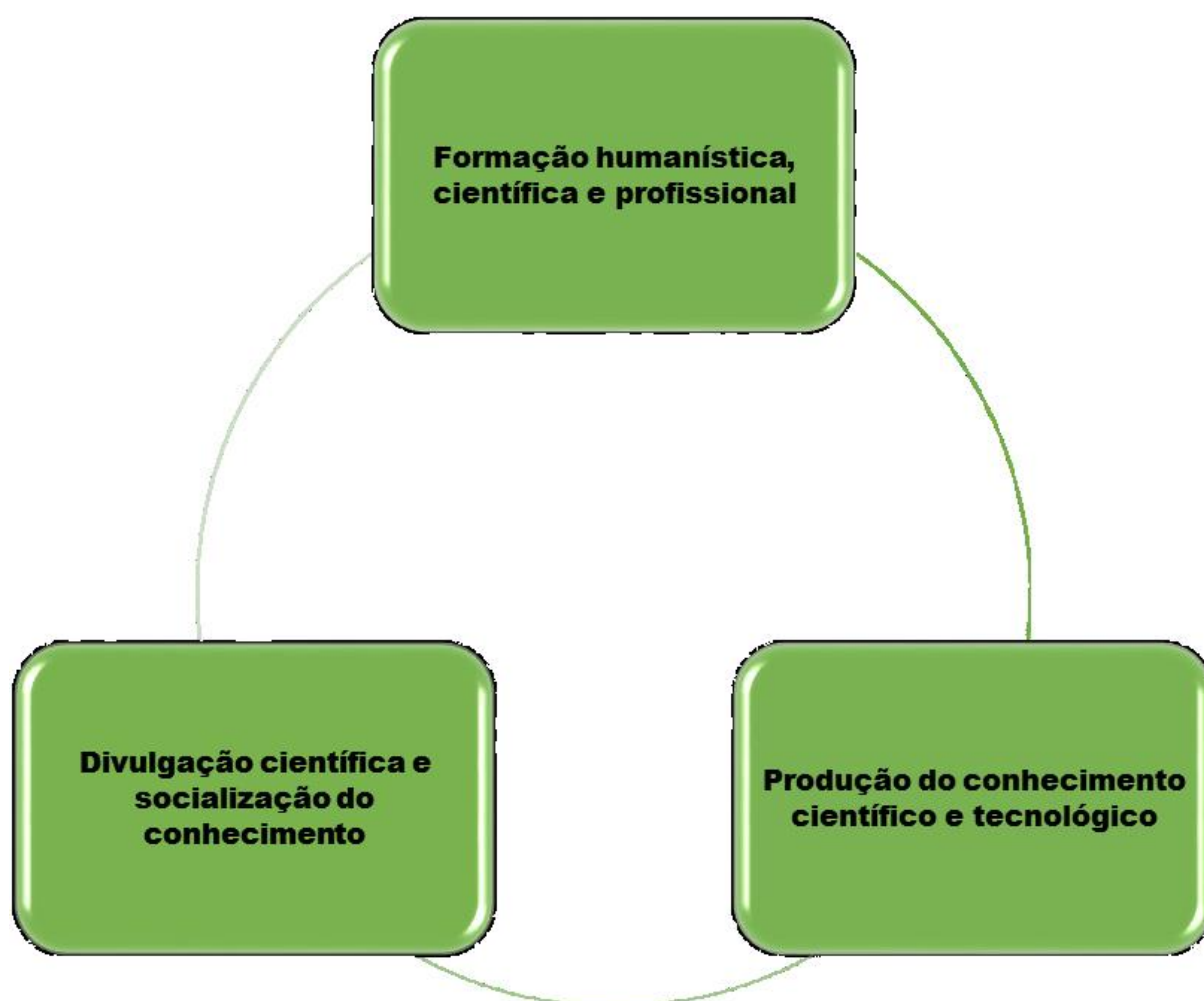 Formação humanística,
científica e profissional
Divulgação científica e
socialização do
conhecimento
Produção do conhecimento
científico e tecnológico